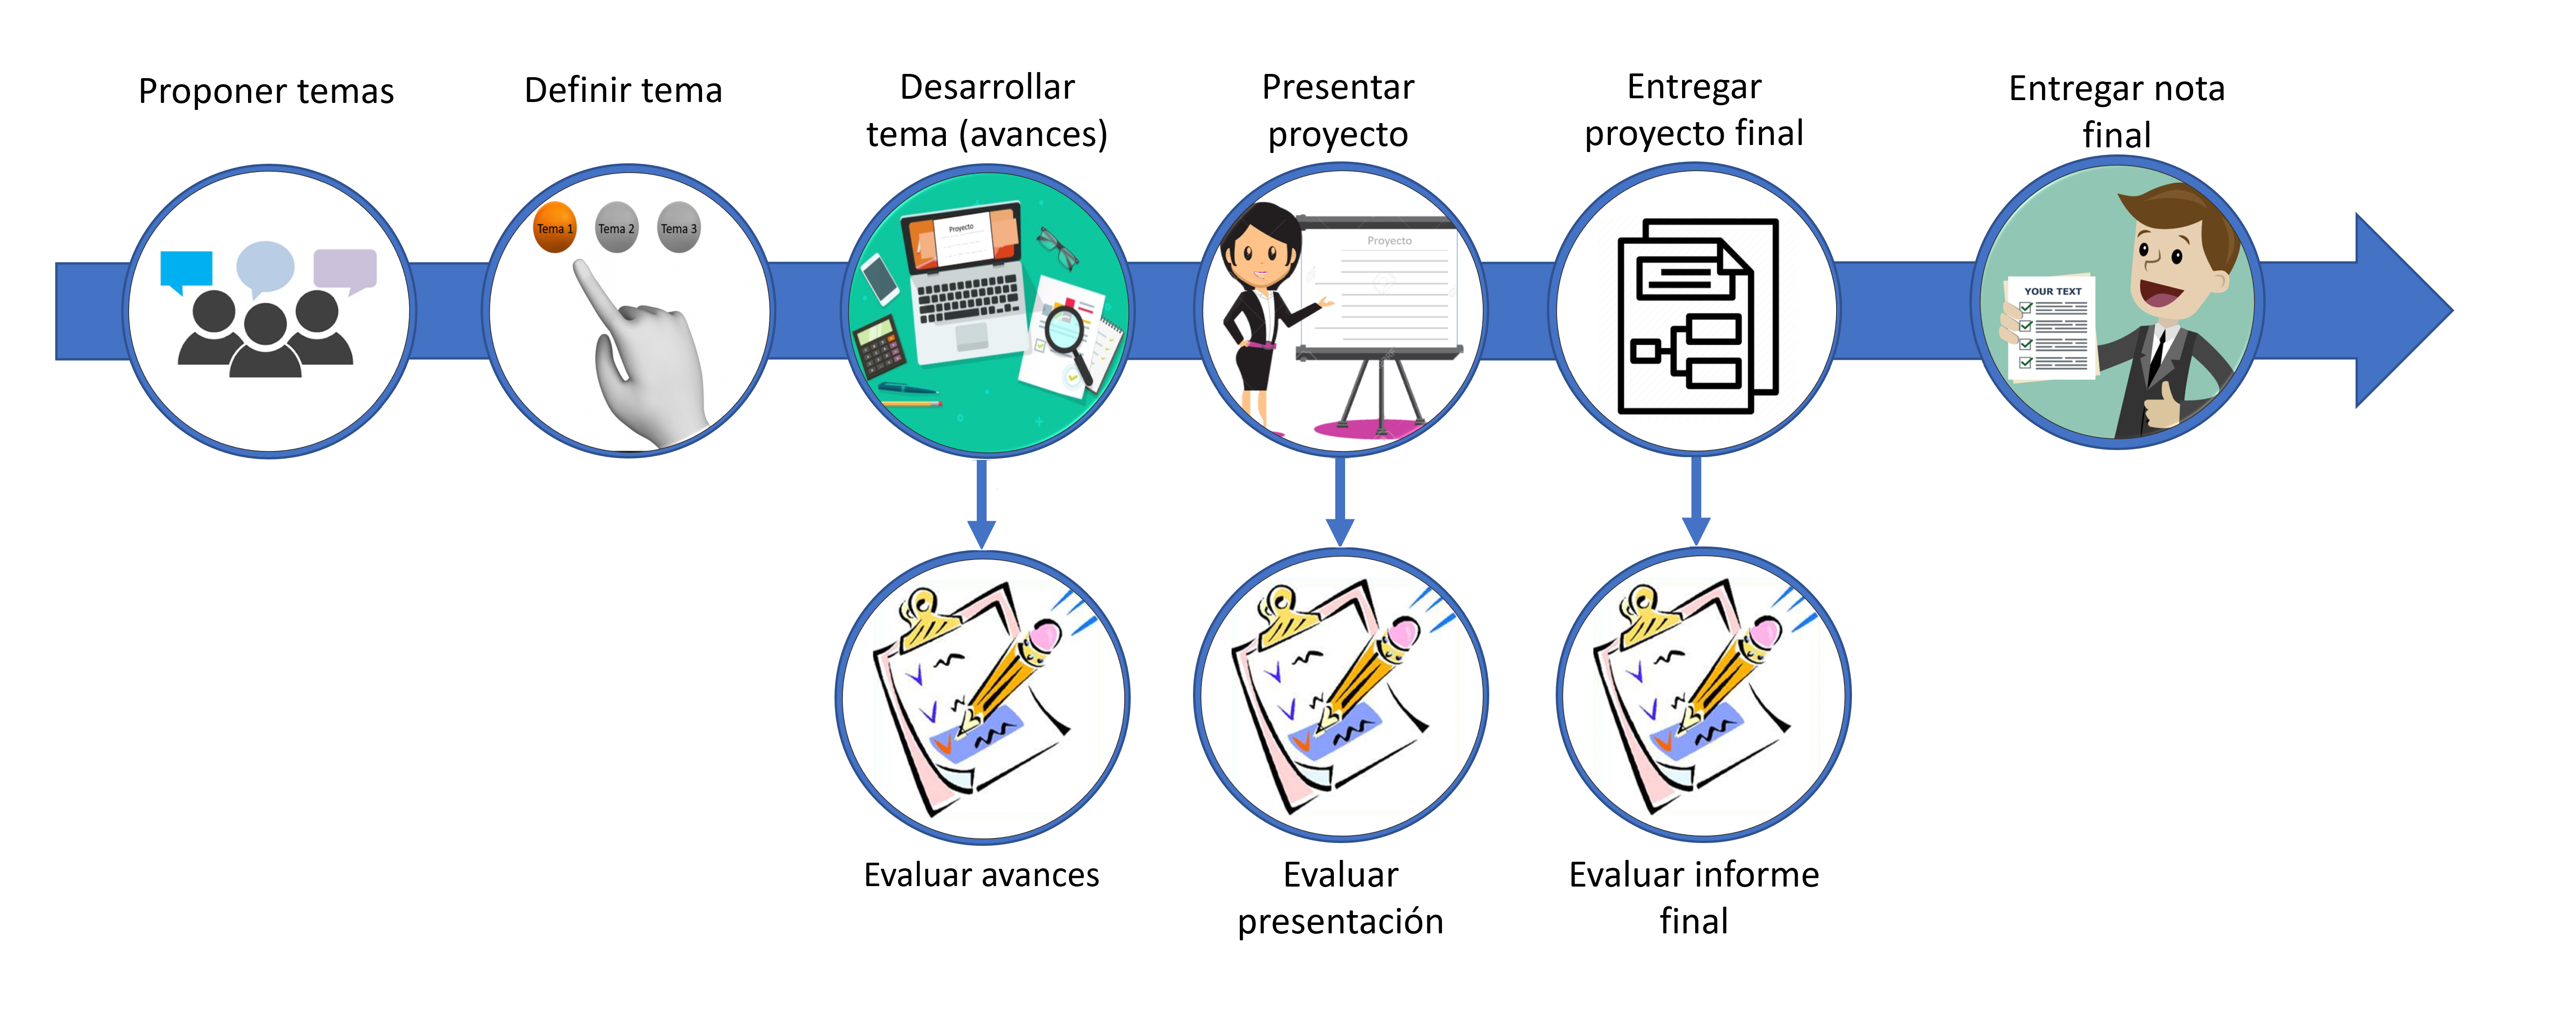 Proponer temas
Definir tema
Desarrollar
tema (avances)
Presentar
proyecto
Entregar
proyecto final
Entregar nota
final
Tema 1
Tema 2
Tema 3
Proyecto
Proyecto
YOUR TEXT
Evaluar avances
Evaluar
presentación
Evaluar informe
final